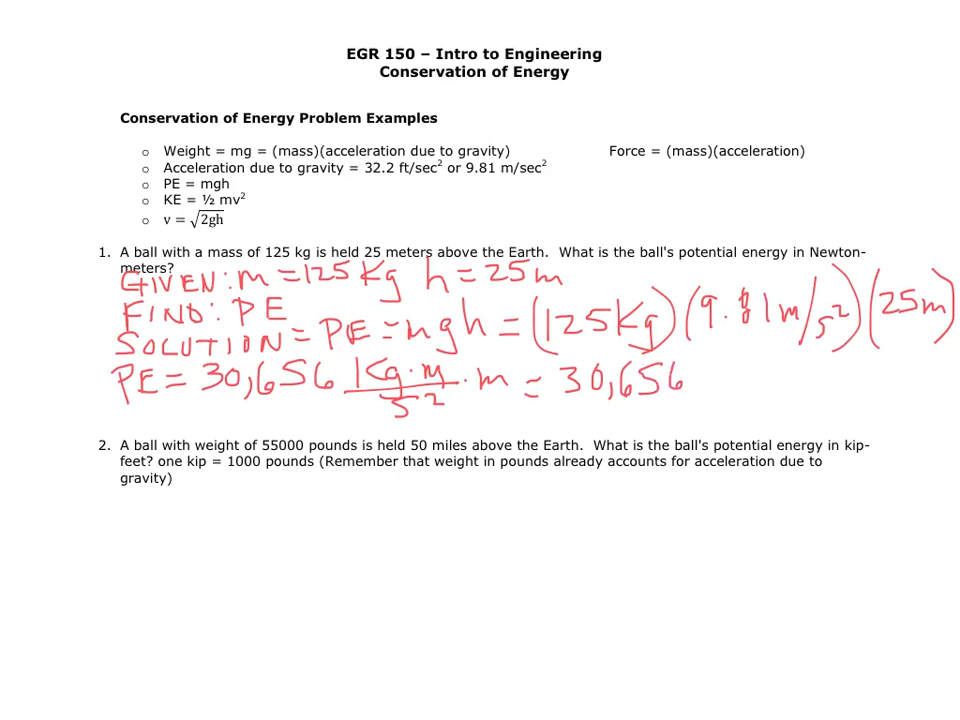 EGR 150 – Intro to Engineering
Conservation of Energy
Conservation of Energy Problem Examples
o Weight = mg = (mass)(acceleration due to gravity) Force = (mass)(acceleration)
o Acceleration due to gravity = 32.2 ft/sec² or 9.81 m/sec²
o PE = mgh
o KE = ½ mv²
o v = √2gh
1. A ball with a mass of 125 kg is held 25 meters above the Earth. What is the ball's potential energy in Newton-
meters?
GIVEN: m = 125 Kg h = 25 m
FIND: PE
SOLUTION = PE = mgh = (125Kg)(9.81m/s²)(25m)
PE = 30,656 Kg·m/s² · m = 30,656
2. A ball with weight of 55000 pounds is held 50 miles above the Earth. What is the ball's potential energy in kip-
feet? one kip = 1000 pounds (Remember that weight in pounds already accounts for acceleration due to
gravity)